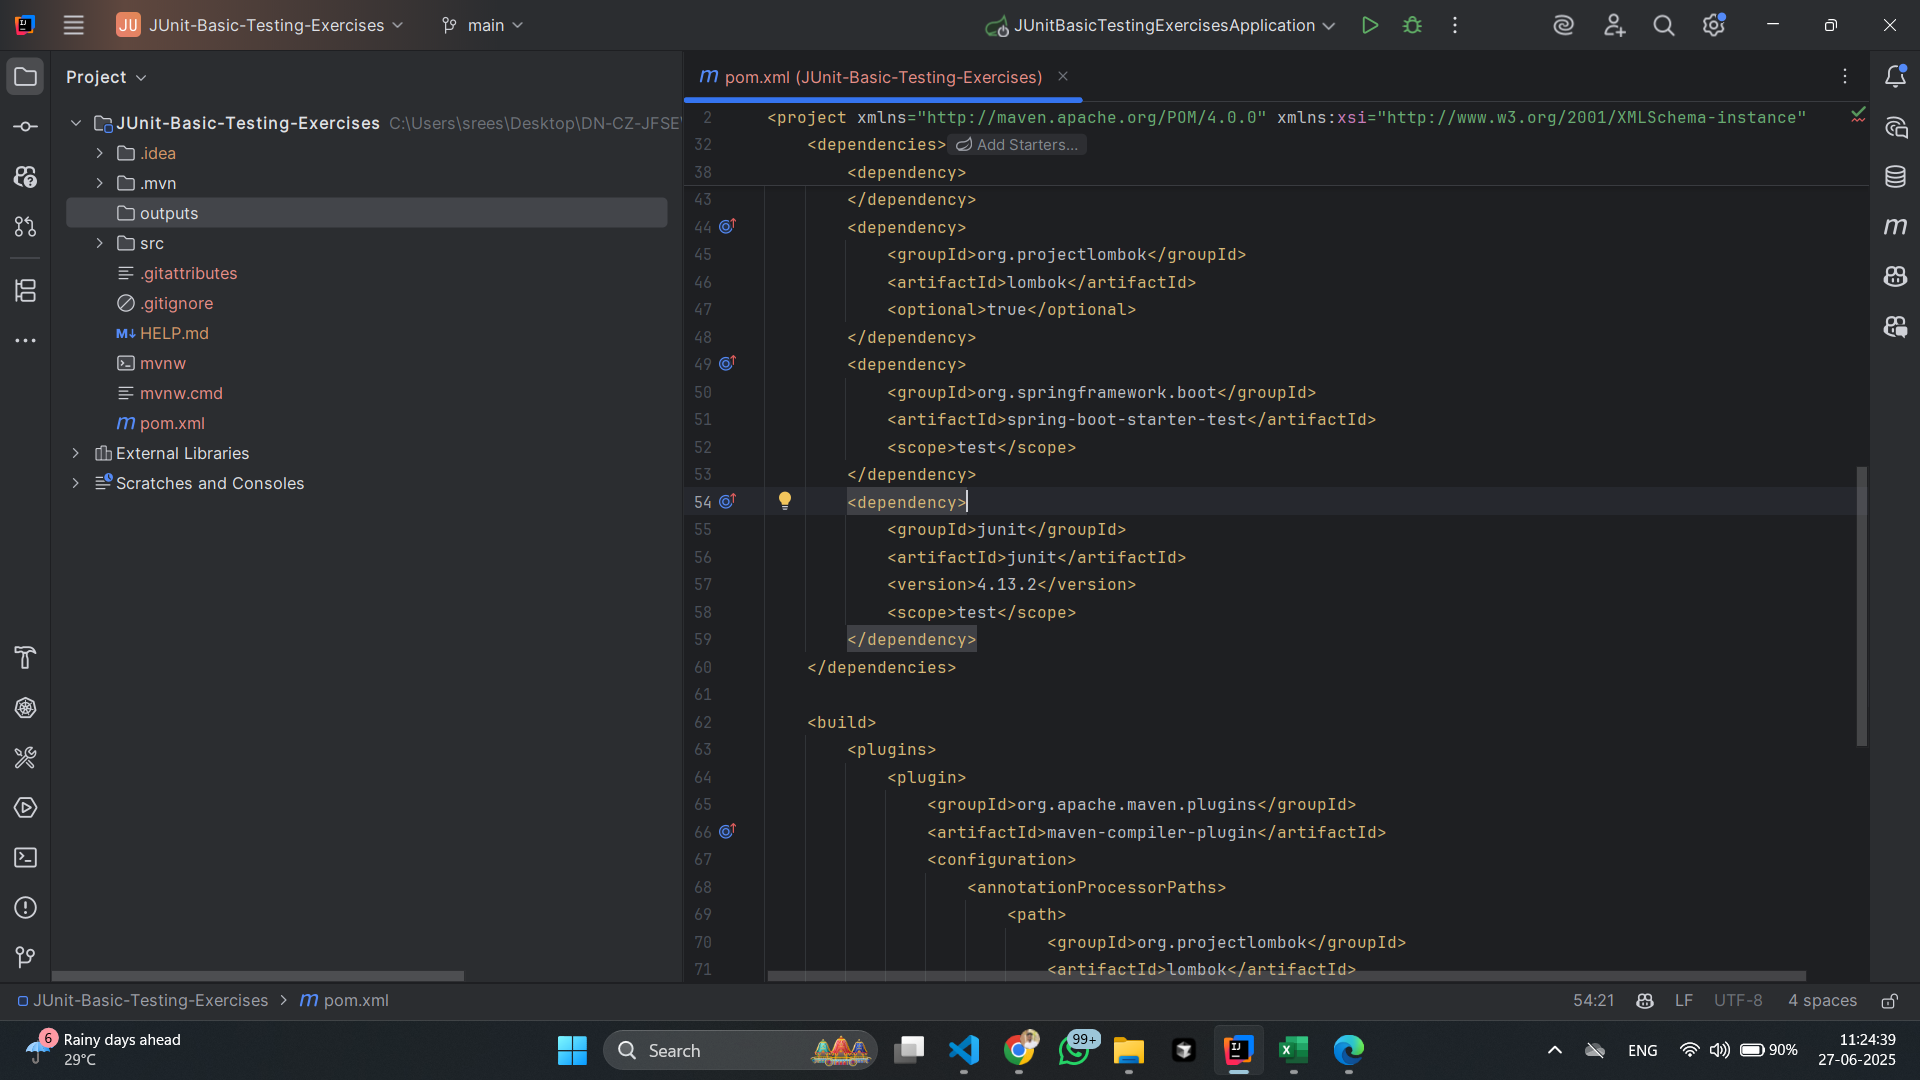 JU JUnit-Basic-Testing-Exercises main JUnitBasicTestingExercisesApplication
Project
JUnit-Basic-Testing-Exercises C:\Users\srees\Desktop\DN-CZ-JFSE\
.idea
.mvn
outputs
src
.gitattributes
.gitignore
M↓ HELP.md
mvnw
mvnw.cmd
m pom.xml
External Libraries
Scratches and Consoles
m pom.xml (JUnit-Basic-Testing-Exercises)
2 <project xmlns="http://maven.apache.org/POM/4.0.0" xmlns:xsi="http://www.w3.org/2001/XMLSchema-instance"
32 <dependencies> Add Starters...
38 <dependency>
43 </dependency>
44 <dependency>
45 <groupId>org.projectlombok</groupId>
46 <artifactId>lombok</artifactId>
47 <optional>true</optional>
48 </dependency>
49 <dependency>
50 <groupId>org.springframework.boot</groupId>
51 <artifactId>spring-boot-starter-test</artifactId>
52 <scope>test</scope>
53 </dependency>
54 <dependency>
55 <groupId>junit</groupId>
56 <artifactId>junit</artifactId>
57 <version>4.13.2</version>
58 <scope>test</scope>
59 </dependency>
60 </dependencies>
61
62 <build>
63 <plugins>
64 <plugin>
65 <groupId>org.apache.maven.plugins</groupId>
66 <artifactId>maven-compiler-plugin</artifactId>
67 <configuration>
68 <annotationProcessorPaths>
69 <path>
70 <groupId>org.projectlombok</groupId>
71 <artifactId>lombok</artifactId>
m
JUnit-Basic-Testing-Exercises > m pom.xml 54:21 LF UTF-8 4 spaces
6 Rainy days ahead
29°C
Search
99+
ENG
90%
11:24:39
27-06-2025